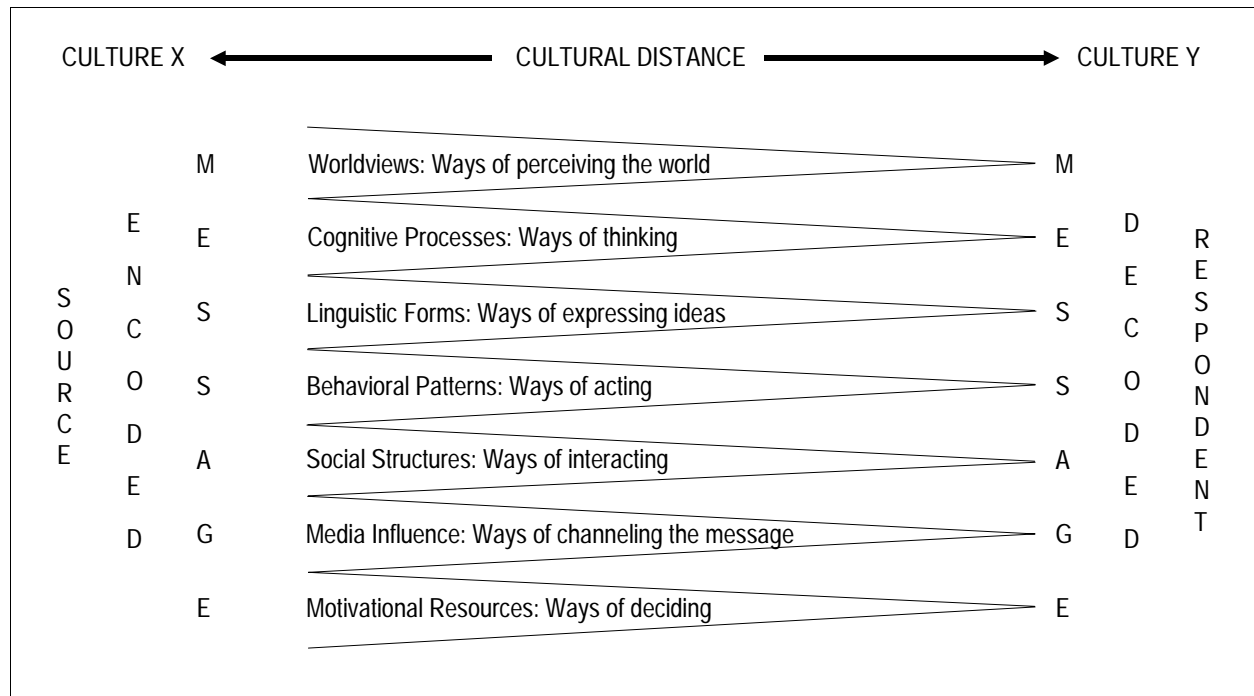 CULTURE X CULTURAL DISTANCE CULTURE Y
SOURCE
ENCODED
MESSAGE
Worldviews: Ways of perceiving the world
Cognitive Processes: Ways of thinking
Linguistic Forms: Ways of expressing ideas
Behavioral Patterns: Ways of acting
Social Structures: Ways of interacting
Media Influence: Ways of channeling the message
Motivational Resources: Ways of deciding
MESSAGE
DECODED
RESPONDENT